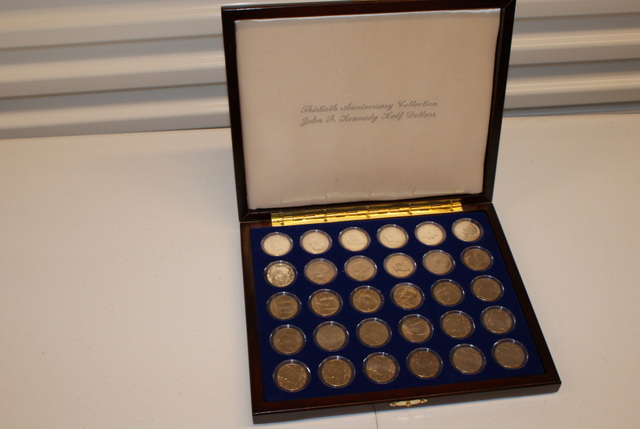 Thirtieth Anniversary Collection
John F. Kennedy Half Dollars